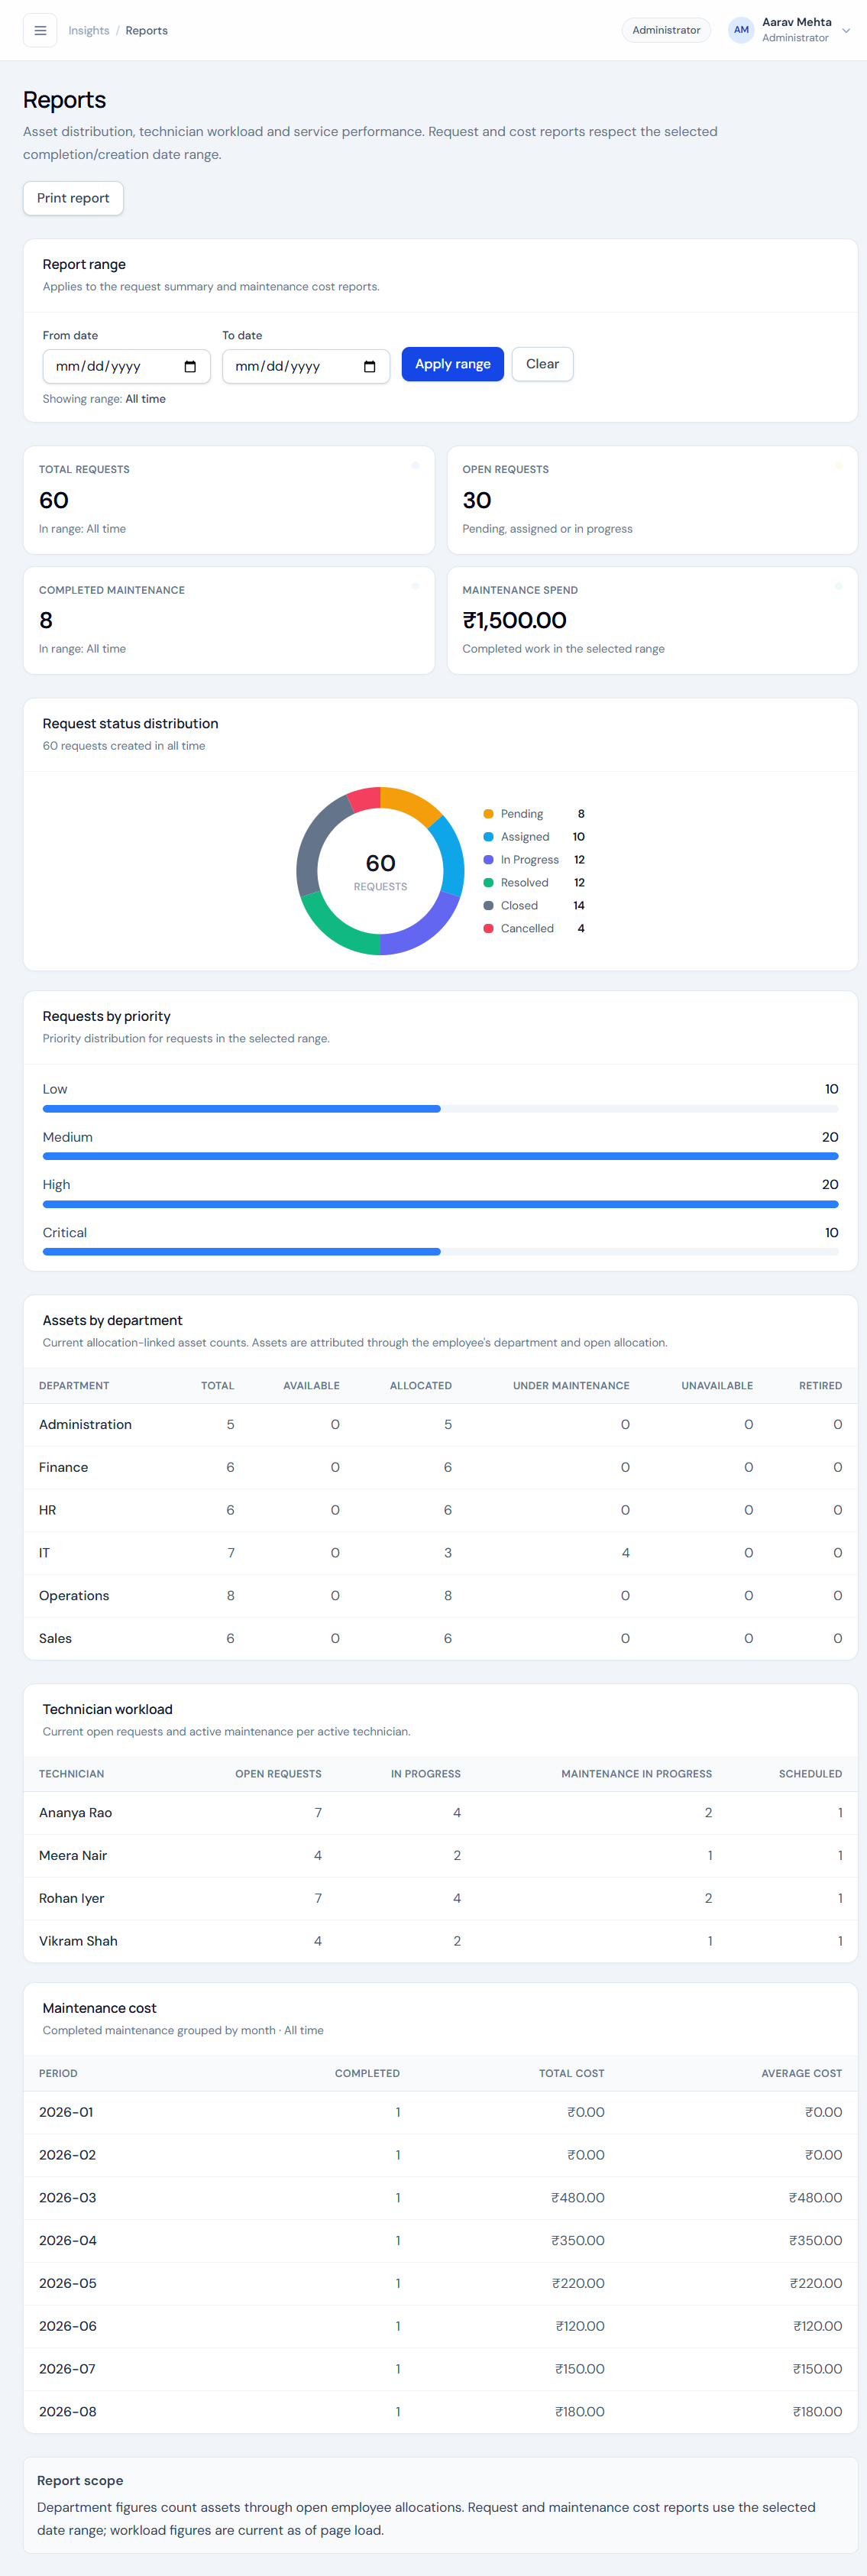 Insights / Reports
Administrator
AM
Aarav Mehta
Administrator
Reports
Asset distribution, technician workload and service performance. Request and cost reports respect the selected
completion/creation date range.
Print report
Report range
Applies to the request summary and maintenance cost reports.
From date
To date
mm/dd/yyyy
mm/dd/yyyy
Apply range
Clear
Showing range: All time
TOTAL REQUESTS
60
In range: All time
OPEN REQUESTS
30
Pending, assigned or in progress
COMPLETED MAINTENANCE
8
In range: All time
MAINTENANCE SPEND
₹1,500.00
Completed work in the selected range
Request status distribution
60 requests created in all time
60
REQUESTS
Pending 8
Assigned 10
In Progress 12
Resolved 12
Closed 14
Cancelled 4
Requests by priority
Priority distribution for requests in the selected range.
Low 10
Medium 20
High 20
Critical 10
Assets by department
Current allocation-linked asset counts. Assets are attributed through the employee's department and open allocation.
DEPARTMENT TOTAL AVAILABLE ALLOCATED UNDER MAINTENANCE UNAVAILABLE RETIRED
Administration 5 0 5 0 0 0
Finance 6 0 6 0 0 0
HR 6 0 6 0 0 0
IT 7 0 3 4 0 0
Operations 8 0 8 0 0 0
Sales 6 0 6 0 0 0
Technician workload
Current open requests and active maintenance per active technician.
TECHNICIAN OPEN REQUESTS IN PROGRESS MAINTENANCE IN PROGRESS SCHEDULED
Ananya Rao 7 4 2 1
Meera Nair 4 2 1 1
Rohan Iyer 7 4 2 1
Vikram Shah 4 2 1 1
Maintenance cost
Completed maintenance grouped by month · All time
PERIOD COMPLETED TOTAL COST AVERAGE COST
2026-01 1 ₹0.00 ₹0.00
2026-02 1 ₹0.00 ₹0.00
2026-03 1 ₹480.00 ₹480.00
2026-04 1 ₹350.00 ₹350.00
2026-05 1 ₹220.00 ₹220.00
2026-06 1 ₹120.00 ₹120.00
2026-07 1 ₹150.00 ₹150.00
2026-08 1 ₹180.00 ₹180.00
Report scope
Department figures count assets through open employee allocations. Request and maintenance cost reports use the selected
date range; workload figures are current as of page load.